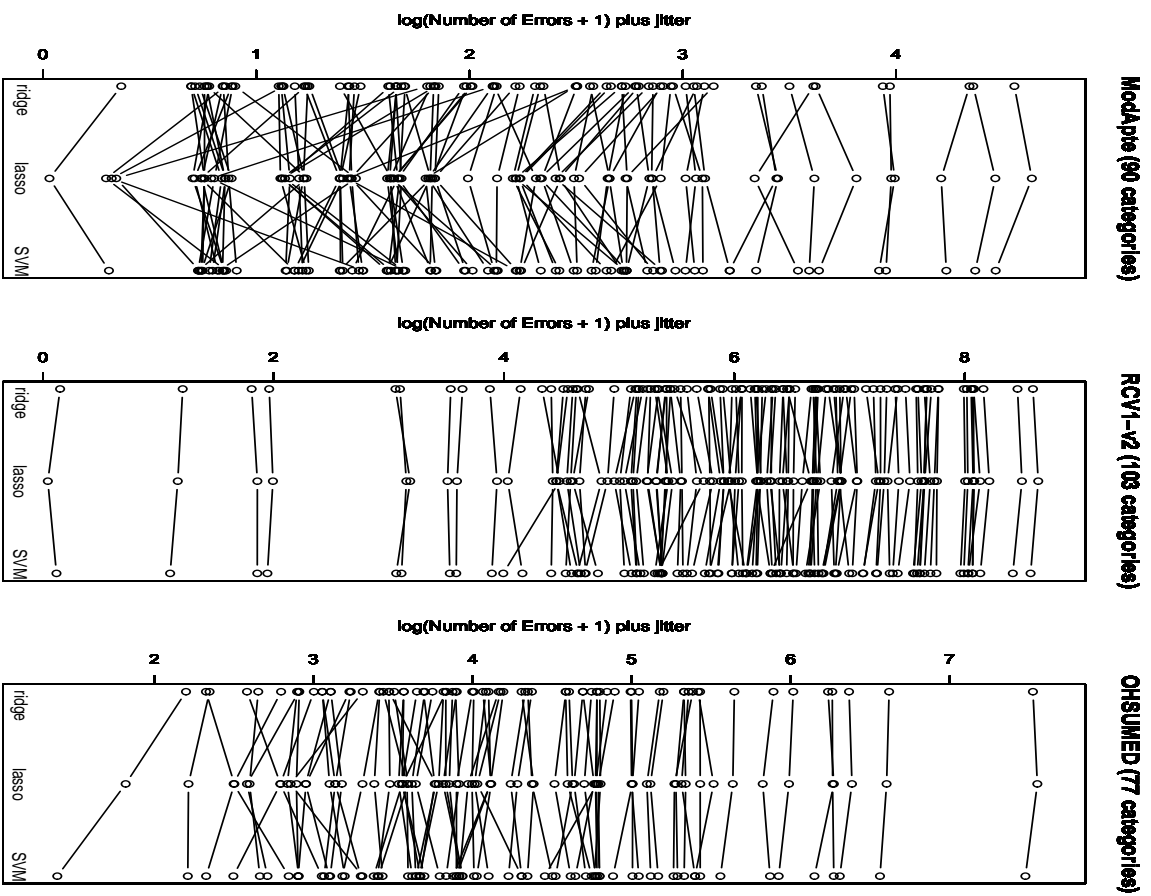 log(Number of Errors + 1) plus jitter
0 1 2 3 4
ridge
lasso
SVM
ModApte (90 categories)
log(Number of Errors + 1) plus jitter
0 2 4 6 8
ridge
lasso
SVM
RCV1−v2 (103 categories)
log(Number of Errors + 1) plus jitter
2 3 4 5 6 7
ridge
lasso
SVM
OHSUMED (77 categories)